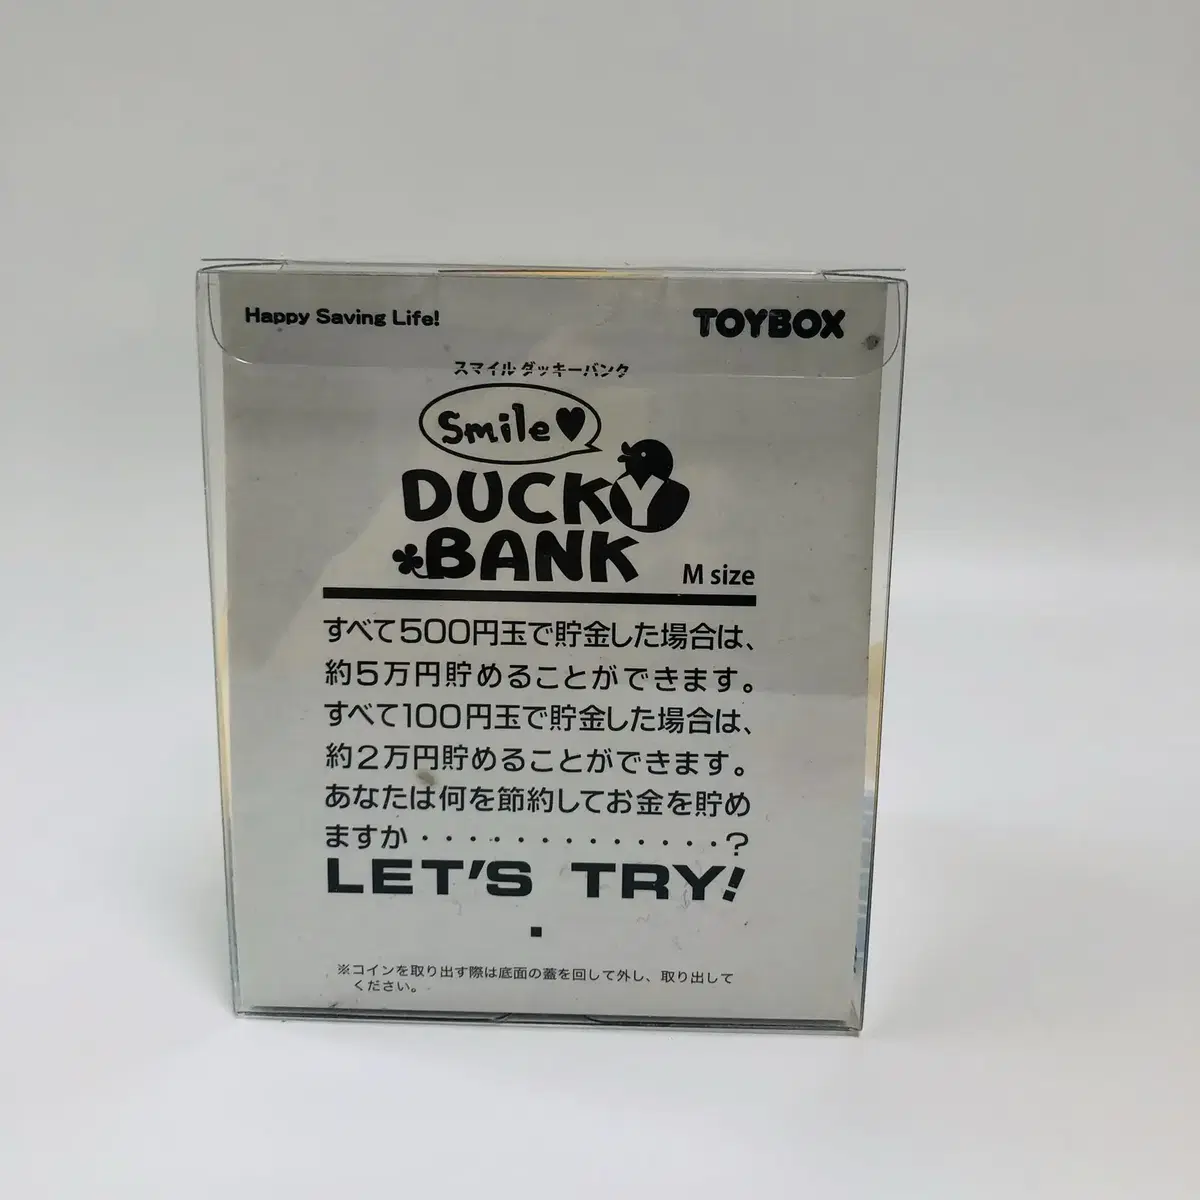 Happy Saving Life!
TOYBOX
スマイルダッキーバンク
Smile♥
DUCKY
BANK
M size
すべて500円玉で貯金した場合は、
約5万円貯めることができます。
すべて100円玉で貯金した場合は、
約2万円貯めることができます。
あなたは何を節約してお金を貯め
ますか・・・・・・・・・・・・・・?
LET'S TRY!
※コインを取り出す際は底面の蓋を回して外し、取り出して
ください。